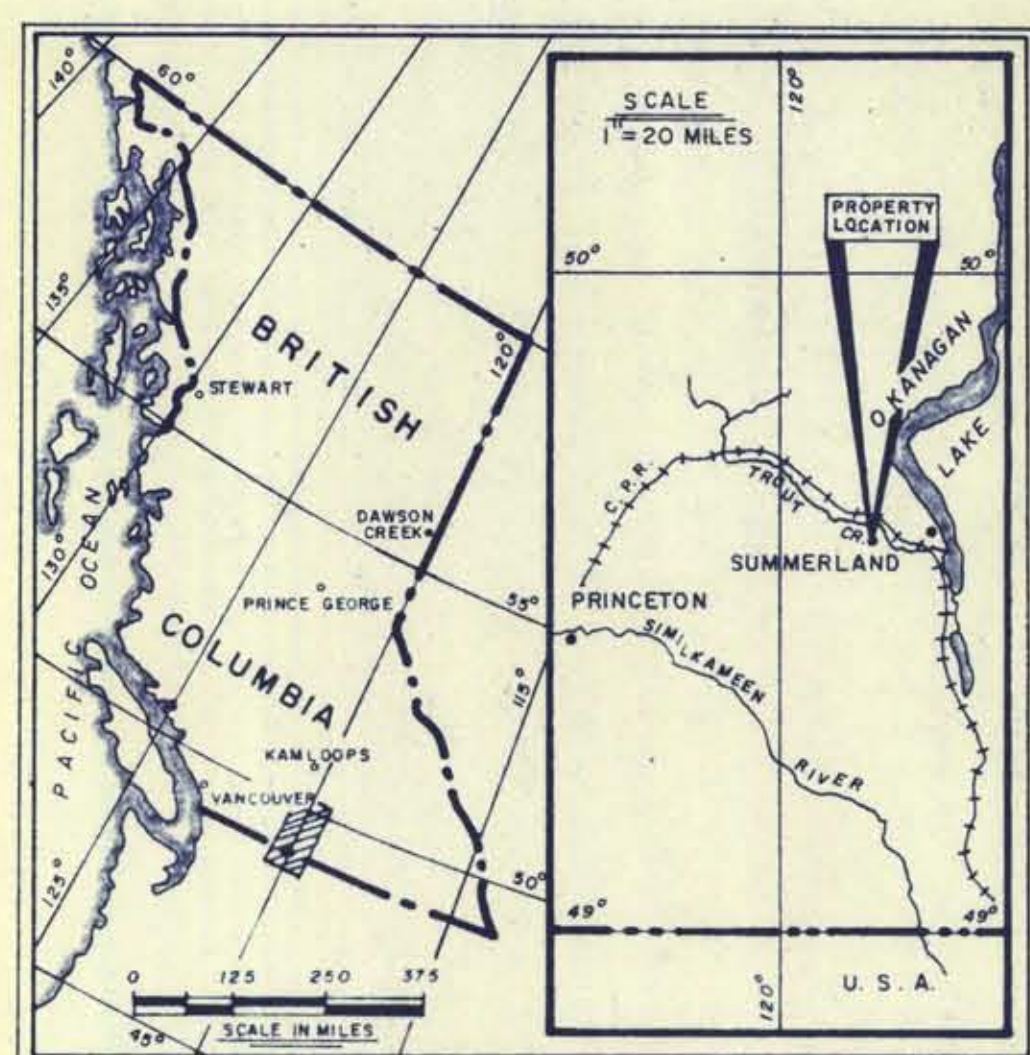 140°
60°
135°
BRITISH
120°
STEWART
OCEAN
130°
DAWSON
CREEK
PRINCE GEORGE
55°
COLUMBIA
115°
PACIFIC
KAMLOOPS
VANCOUVER
125°
50°
0 125 250 375
SCALE IN MILES
45°
SCALE
1" = 20 MILES
120°
PROPERTY
LOCATION
50°
50°
OKANAGAN
LAKE
C. P. R.
TROUT
CR.
SUMMERLAND
PRINCETON
SIMILKAMEEN
RIVER
49°
49°
120°
U. S. A.